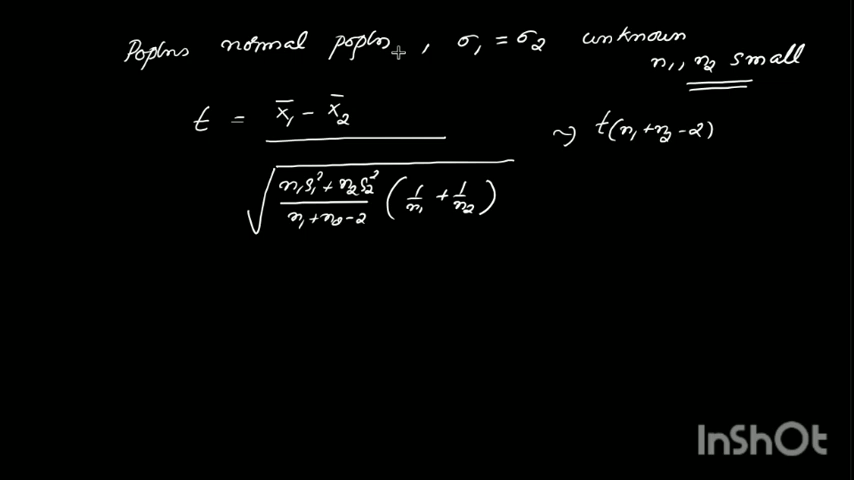 Poplns normal popln, σ₁ = σ₂ unknown
n₁, n₂ small
t = x̄₁ - x̄₂ / √((n₁s₁² + n₂s₂²)/(n₁ + n₂ - 2) (1/n₁ + 1/n₂)) ~> t(n₁+n₂-2)
InShOt